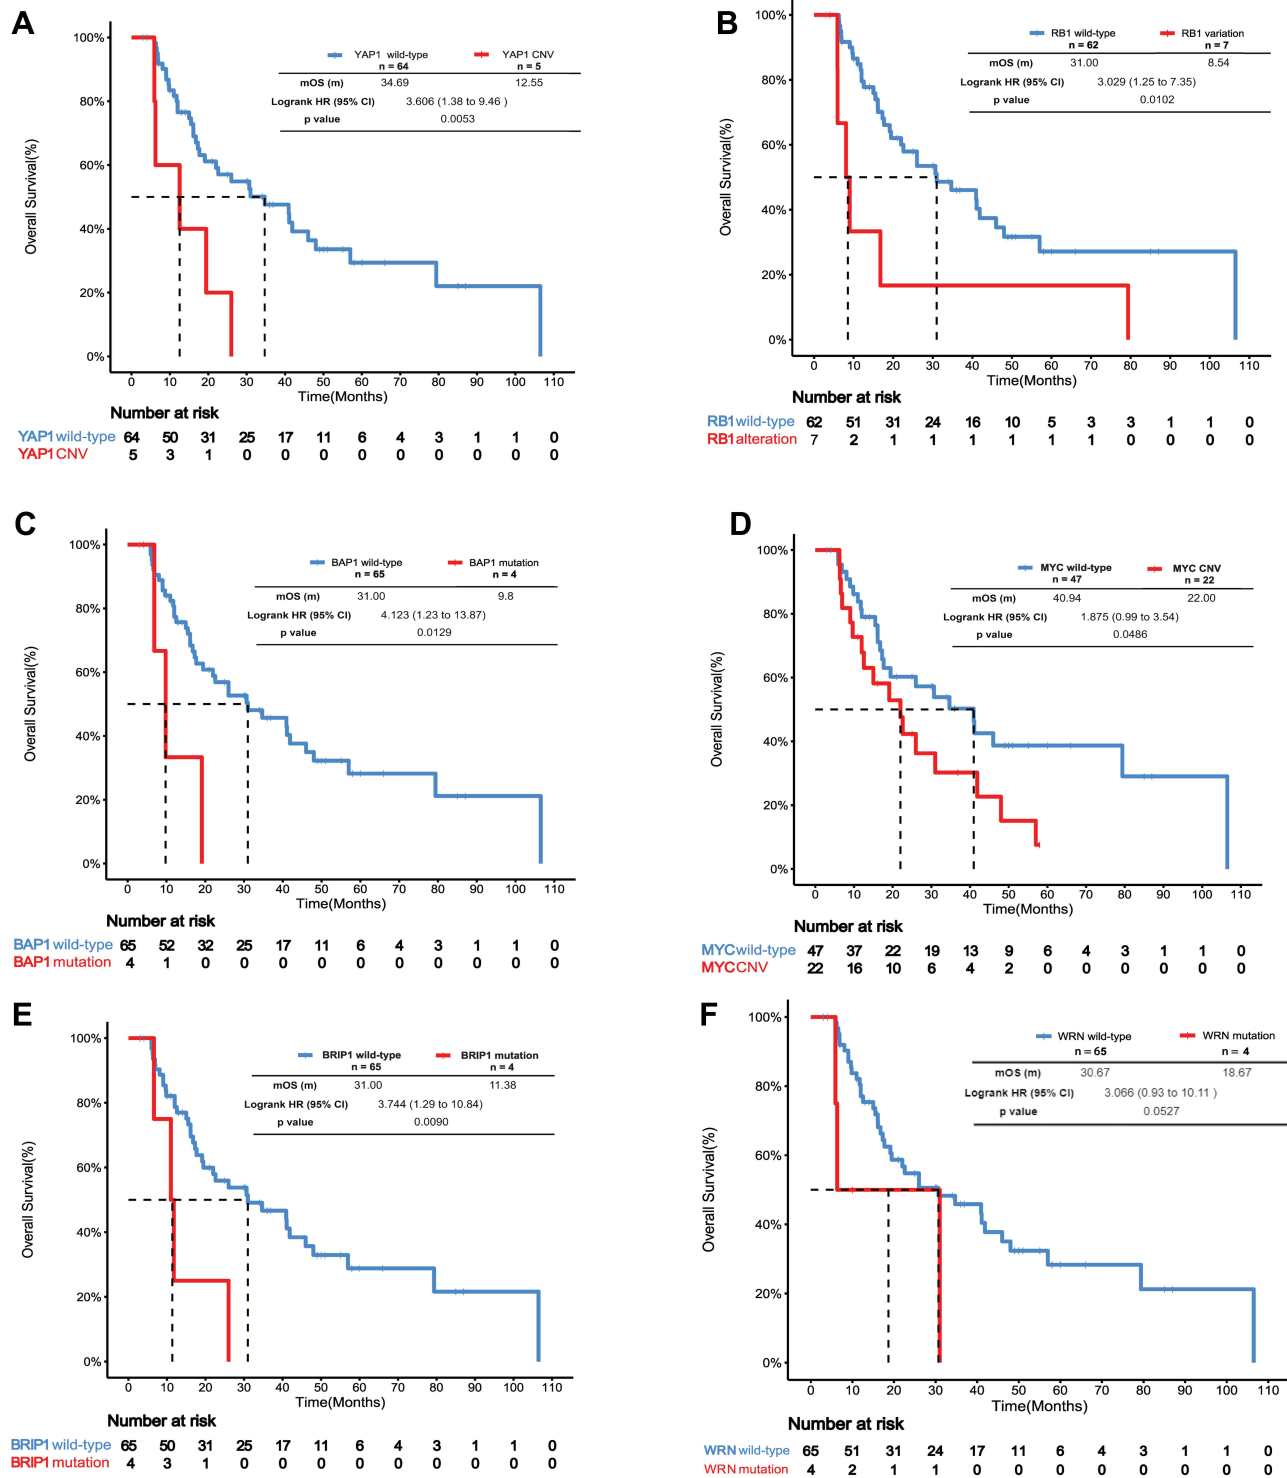 A
YAP1 wild-type YAP1 CNV
n = 64 n = 5
mOS (m) 34.69 12.55
Logrank HR (95% CI) 3.606 (1.38 to 9.46 )
p value 0.0053
Overall Survival(%)
100%
80%
60%
40%
20%
0%
0 10 20 30 40 50 60 70 80 90 100 110
Time(Months)
Number at risk
YAP1 wild-type 64 50 31 25 17 11 6 4 3 1 1 0
YAP1 CNV 5 3 1 0 0 0 0 0 0 0 0 0
B
RB1 wild-type RB1 variation
n = 62 n = 7
mOS (m) 31.00 8.54
Logrank HR (95% CI) 3.029 (1.25 to 7.35)
p value 0.0102
Overall Survival(%)
100%
80%
60%
40%
20%
0%
0 10 20 30 40 50 60 70 80 90 100 110
Time(Months)
Number at risk
RB1 wild-type 62 51 31 24 16 10 5 3 3 1 1 0
RB1 alteration 7 2 1 1 1 1 1 1 0 0 0 0
C
BAP1 wild-type BAP1 mutation
n = 65 n = 4
mOS (m) 31.00 9.8
Logrank HR (95% CI) 4.123 (1.23 to 13.87)
p value 0.0129
Overall Survival(%)
100%
80%
60%
40%
20%
0%
0 10 20 30 40 50 60 70 80 90 100 110
Time(Months)
Number at risk
BAP1 wild-type 65 52 32 25 17 11 6 4 3 1 1 0
BAP1 mutation 4 1 0 0 0 0 0 0 0 0 0 0
D
MYC wild-type MYC CNV
n = 47 n = 22
mOS (m) 40.94 22.00
Logrank HR (95% CI) 1.875 (0.99 to 3.54)
p value 0.0486
Overall Survival(%)
100%
80%
60%
40%
20%
0%
0 10 20 30 40 50 60 70 80 90 100 110
Time(Months)
Number at risk
MYC wild-type 47 37 22 19 13 9 6 4 3 1 1 0
MYC CNV 22 16 10 6 4 2 0 0 0 0 0 0
E
BRIP1 wild-type BRIP1 mutation
n = 65 n = 4
mOS (m) 31.00 11.38
Logrank HR (95% CI) 3.744 (1.29 to 10.84)
p value 0.0090
Overall Survival(%)
100%
80%
60%
40%
20%
0%
0 10 20 30 40 50 60 70 80 90 100 110
Time(Months)
Number at risk
BRIP1 wild-type 65 50 31 25 17 11 6 4 3 1 1 0
BRIP1 mutation 4 3 1 0 0 0 0 0 0 0 0 0
F
WRN wild-type WRN mutation
n = 65 n = 4
mOS (m) 30.67 18.67
Logrank HR (95% CI) 3.066 (0.93 to 10.11 )
p value 0.0527
Overall Survival(%)
100%
80%
60%
40%
20%
0%
0 10 20 30 40 50 60 70 80 90 100 110
Time(Months)
Number at risk
WRN wild-type 65 51 31 24 17 11 6 4 3 1 1 0
WRN mutation 4 2 1 1 0 0 0 0 0 0 0 0